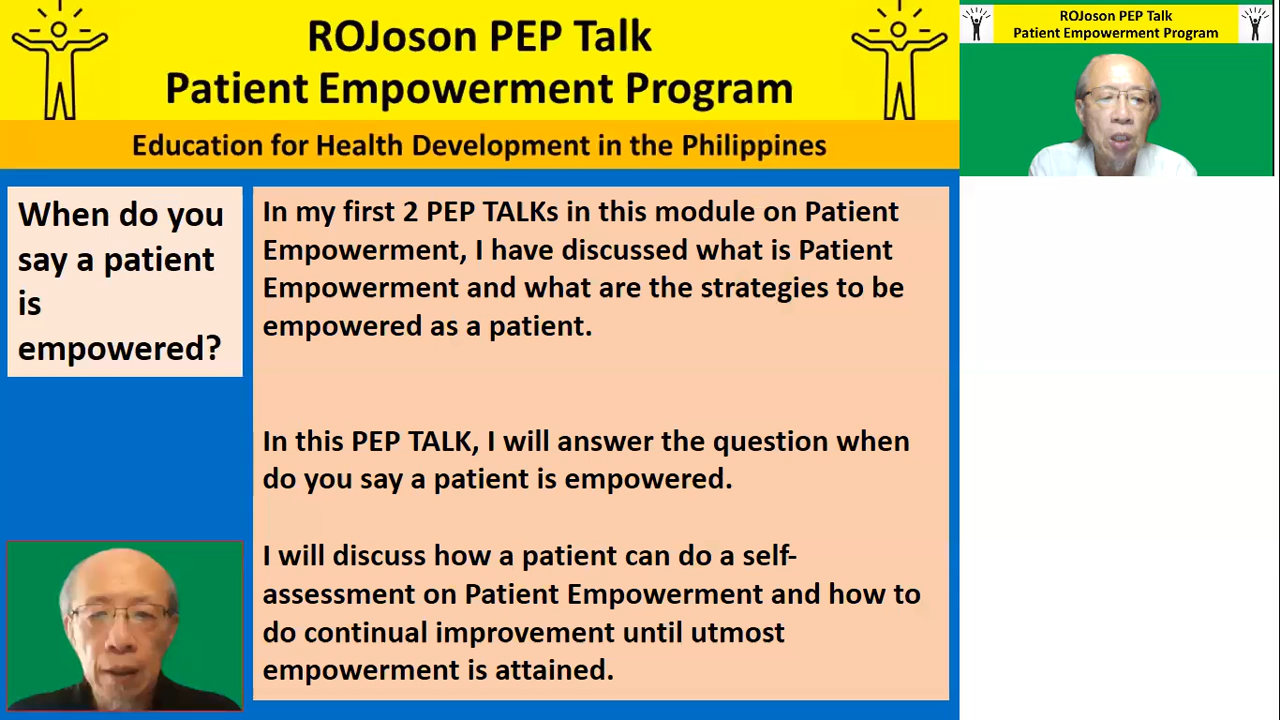 ROJoson PEP Talk
Patient Empowerment Program
Education for Health Development in the Philippines
When do you
say a patient
is
empowered?
In my first 2 PEP TALKs in this module on Patient
Empowerment, I have discussed what is Patient
Empowerment and what are the strategies to be
empowered as a patient.
In this PEP TALK, I will answer the question when
do you say a patient is empowered.
I will discuss how a patient can do a self-
assessment on Patient Empowerment and how to
do continual improvement until utmost
empowerment is attained.
ROJoson PEP Talk
Patient Empowerment Program